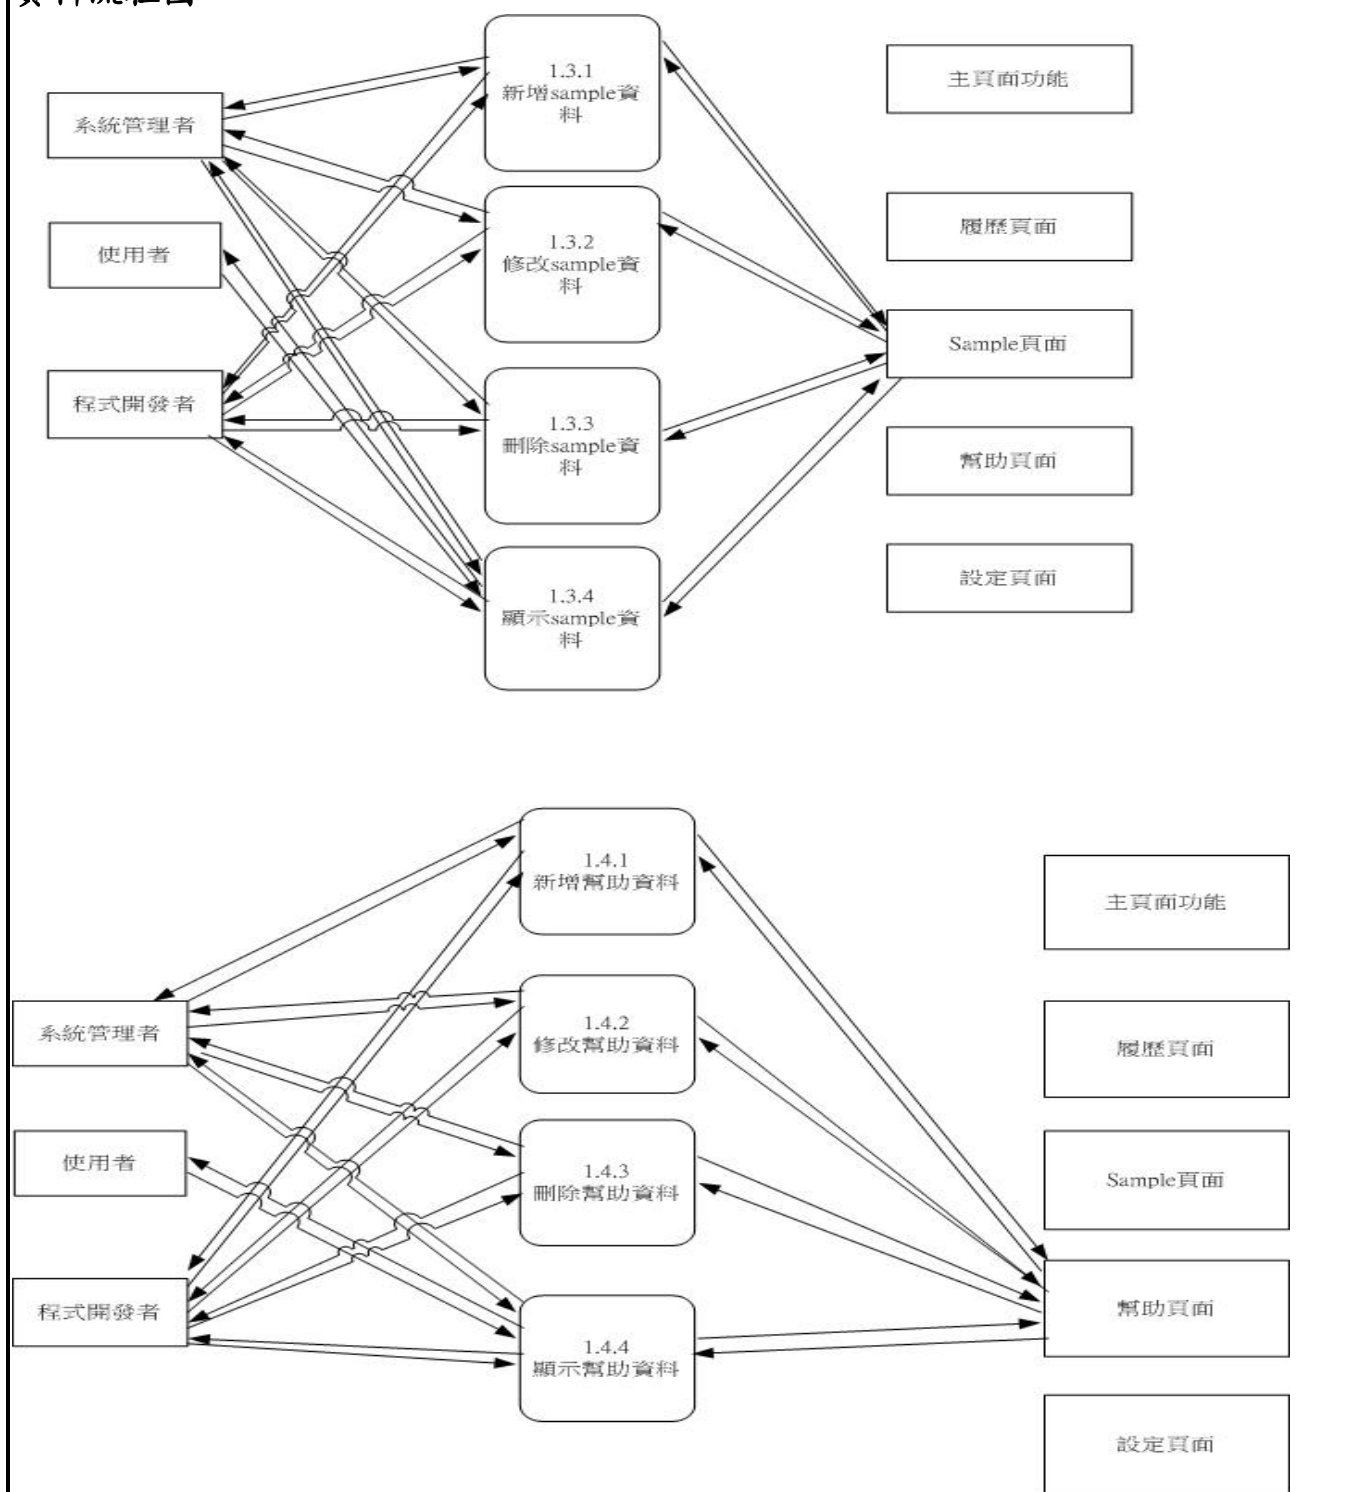 1.3.1
新增sample資
料
主頁面功能
系統管理者
履歷頁面
使用者
1.3.2
修改sample資
料
Sample頁面
程式開發者
1.3.3
刪除sample資
料
幫助頁面
設定頁面
1.3.4
顯示sample資
料
1.4.1
新增幫助資料
主頁面功能
系統管理者
1.4.2
修改幫助資料
履歷頁面
使用者
1.4.3
刪除幫助資料
Sample頁面
程式開發者
幫助頁面
1.4.4
顯示幫助資料
設定頁面